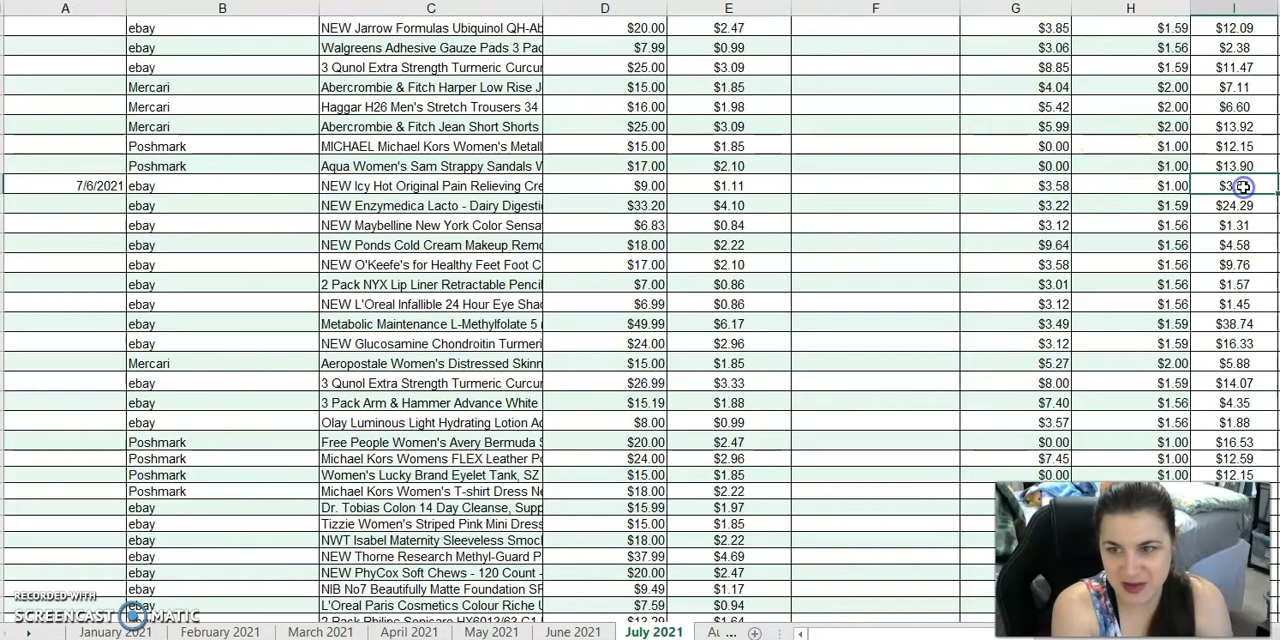 A B C D E F G H I
ebay NEW Jarrow Formulas Ubiquinol QH-Ab $20.00 $2.47 $3.85 $1.59 $12.09
ebay Walgreens Adhesive Gauze Pads 3 Pac $7.99 $0.99 $3.06 $1.56 $2.38
ebay 3 Qunol Extra Strength Turmeric Curcur $25.00 $3.09 $8.85 $1.59 $11.47
Mercari Abercrombie & Fitch Harper Low Rise J $15.00 $1.85 $4.04 $2.00 $7.11
Mercari Haggar H26 Men's Stretch Trousers 34 $16.00 $1.98 $5.42 $2.00 $6.60
Mercari Abercrombie & Fitch Jean Short Shorts $25.00 $3.09 $5.99 $2.00 $13.92
Poshmark MICHAEL Michael Kors Women's Metall $15.00 $1.85 $0.00 $1.00 $12.15
Poshmark Aqua Women's Sam Strappy Sandals W $17.00 $2.10 $0.00 $1.00 $13.90
7/6/2021 ebay NEW Icy Hot Original Pain Relieving Cre $9.00 $1.11 $3.58 $1.00
ebay NEW Enzymedica Lacto - Dairy Digesti $33.20 $4.10 $3.22 $1.59 $24.29
ebay NEW Maybelline New York Color Sensa $6.83 $0.84 $3.12 $1.56 $1.31
ebay NEW Ponds Cold Cream Makeup Remo $18.00 $2.22 $9.64 $1.56 $4.58
ebay NEW O'Keefe's for Healthy Feet Foot C $17.00 $2.10 $3.58 $1.56 $9.76
ebay 2 Pack NYX Lip Liner Retractable Pencil $7.00 $0.86 $3.01 $1.56 $1.57
ebay NEW L'Oreal Infallible 24 Hour Eye Shad $6.99 $0.86 $3.12 $1.56 $1.45
ebay Metabolic Maintenance L-Methylfolate 5 $49.99 $6.17 $3.49 $1.59 $38.74
ebay NEW Glucosamine Chondroitin Turmeri $24.00 $2.96 $3.12 $1.59 $16.33
Mercari Aeropostale Women's Distressed Skinn $15.00 $1.85 $5.27 $2.00 $5.88
ebay 3 Qunol Extra Strength Turmeric Curcur $26.99 $3.33 $8.00 $1.59 $14.07
ebay 3 Pack Arm & Hammer Advance White $15.19 $1.88 $7.40 $1.56 $4.35
ebay Olay Luminous Light Hydrating Lotion Ad $8.00 $0.99 $3.57 $1.56 $1.88
Poshmark Free People Women's Avery Bermuda S $20.00 $2.47 $0.00 $1.00 $16.53
Poshmark Michael Kors Womens FLEX Leather Po $24.00 $2.96 $7.45 $1.00 $12.59
Poshmark Women's Lucky Brand Eyelet Tank, SZ $15.00 $1.85 $0.00 $1.00 $12.15
Poshmark Michael Kors Women's T-shirt Dress Ne $18.00 $2.22
ebay Dr. Tobias Colon 14 Day Cleanse, Supp $15.99 $1.97
ebay Tizzie Women's Striped Pink Mini Dress $15.00 $1.85
ebay NWT Isabel Maternity Sleeveless Smoc $18.00 $2.22
ebay NEW Thorne Research Methyl-Guard P $37.99 $4.69
ebay NEW PhyCox Soft Chews - 120 Count - $20.00 $2.47
ebay NIB No7 Beautifully Matte Foundation SF $9.49 $1.17
ebay L'Oreal Paris Cosmetics Colour Riche $7.59 $0.94
RECORDED WITH
SCREENCAST MATIC
January 2021 February 2021 March 2021 April 2021 May 2021 June 2021 July 2021 Au ...